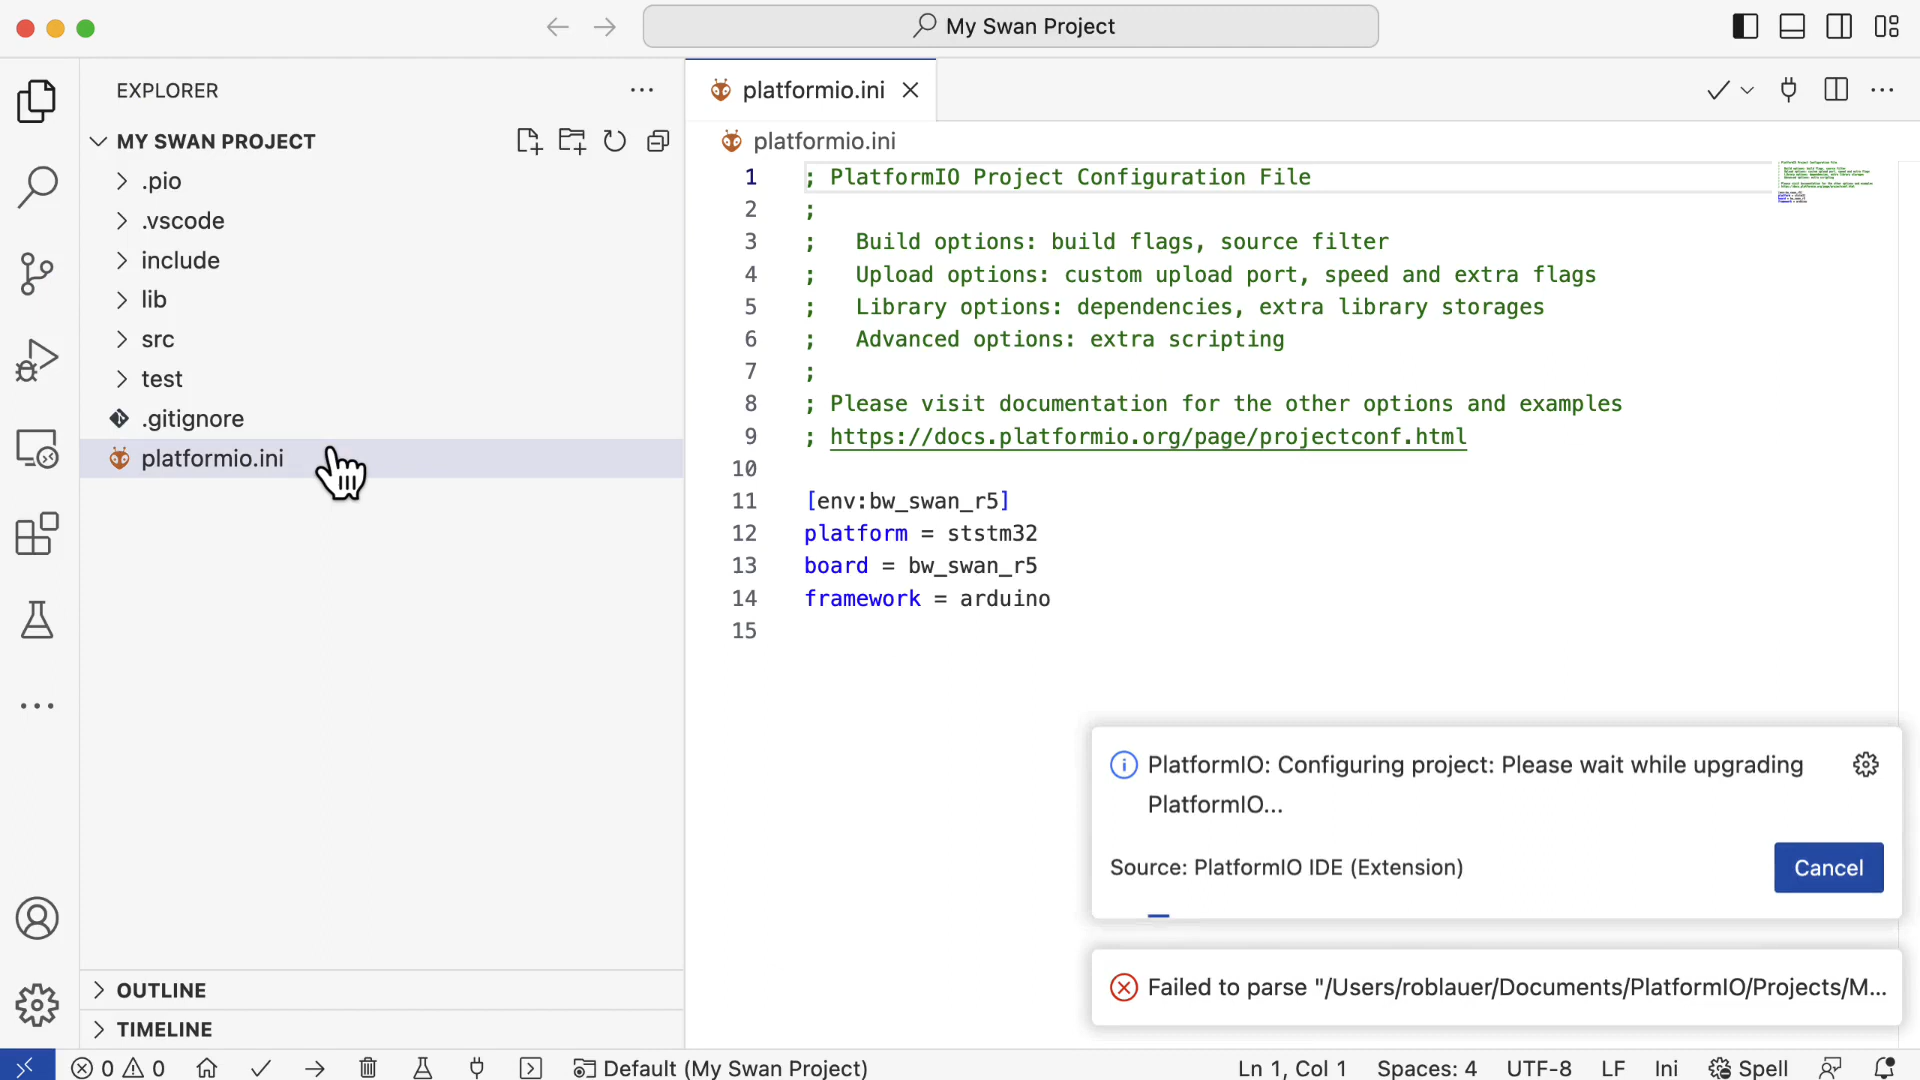 My Swan Project
EXPLORER
MY SWAN PROJECT
.pio
.vscode
include
lib
src
test
.gitignore
platformio.ini
OUTLINE
TIMELINE
platformio.ini
platformio.ini
1 ; PlatformIO Project Configuration File
2 ;
3 ;   Build options: build flags, source filter
4 ;   Upload options: custom upload port, speed and extra flags
5 ;   Library options: dependencies, extra library storages
6 ;   Advanced options: extra scripting
7 ;
8 ; Please visit documentation for the other options and examples
9 ; https://docs.platformio.org/page/projectconf.html
10
11 [env:bw_swan_r5]
12 platform = ststm32
13 board = bw_swan_r5
14 framework = arduino
15
PlatformIO: Configuring project: Please wait while upgrading
PlatformIO...
Source: PlatformIO IDE (Extension)
Cancel
Failed to parse "/Users/roblauer/Documents/PlatformIO/Projects/M...
0 0 Default (My Swan Project) Ln 1, Col 1 Spaces: 4 UTF-8 LF Ini Spell